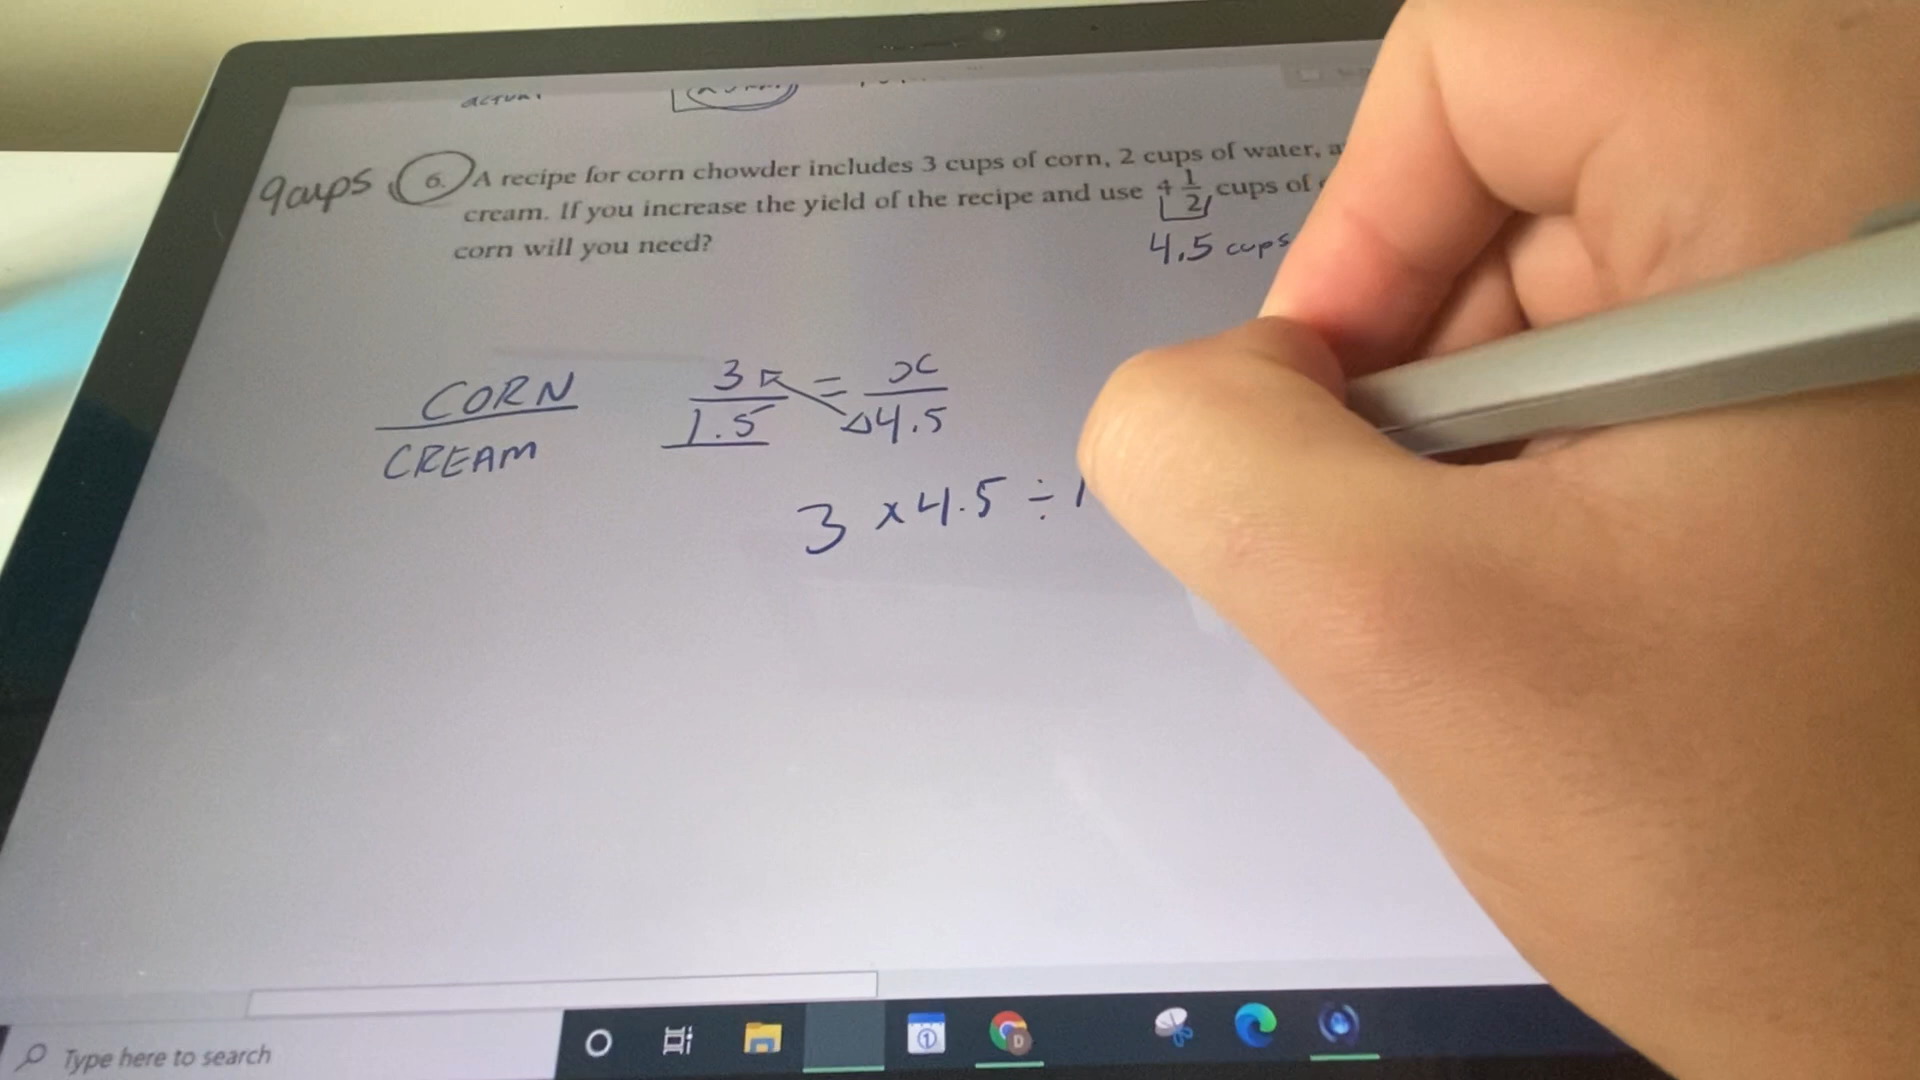 9cups 6. A recipe for corn chowder includes 3 cups of corn, 2 cups of water,
cream. If you increase the yield of the recipe and use 4 1/2 cups of
corn will you need?
4.5 cups
CORN
CREAM
3 = x
1.5 4.5
3 x 4.5 ÷ 1
Type here to search